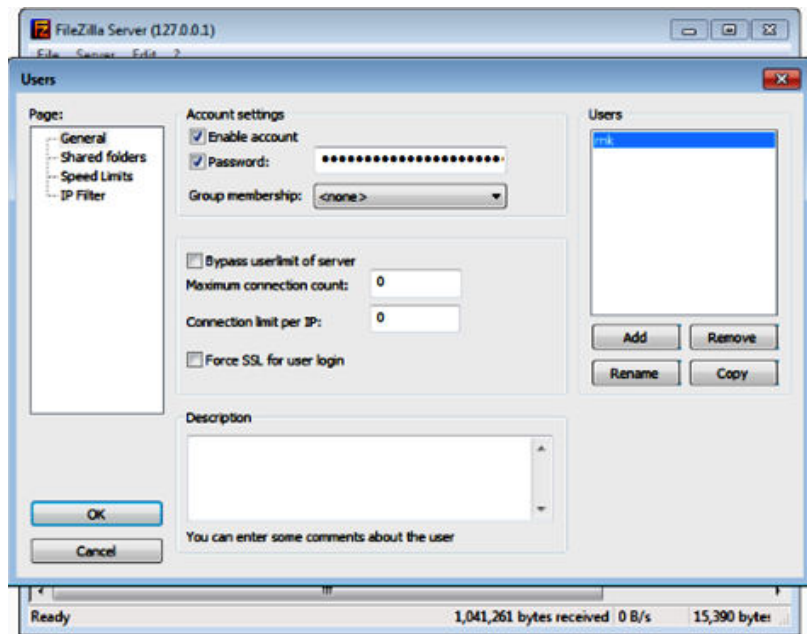 FileZilla Server (127.0.0.1)
File Server Edit ?
Users
Page:
General
Shared folders
Speed Limits
IP Filter
Account settings
Enable account
Password:
Group membership: <none>
Bypass userlimit of server
Maximum connection count: 0
Connection limit per IP: 0
Force SSL for user login
Description
You can enter some comments about the user
Users
Add Remove
Rename Copy
OK
Cancel
Ready 1,041,261 bytes received 0 B/s 15,390 bytes